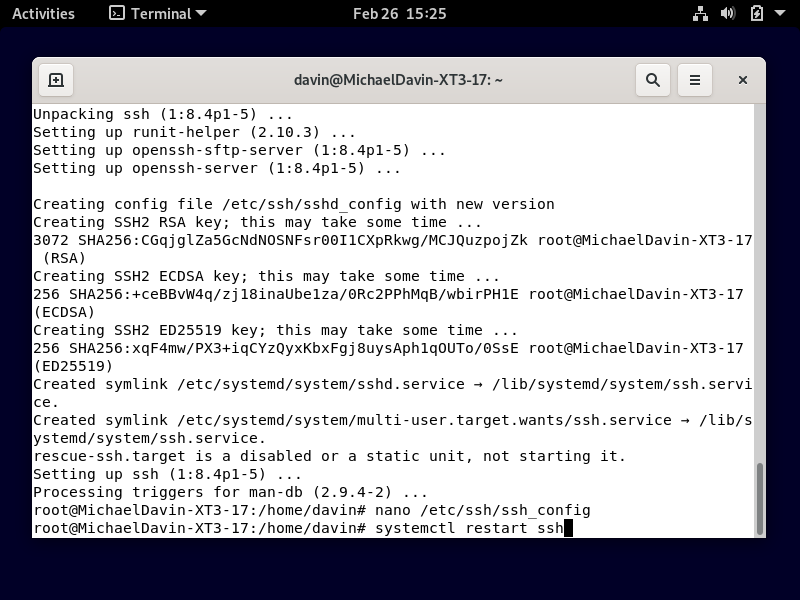 Activities Terminal Feb 26 15:25
davin@MichaelDavin-XT3-17: ~
Unpacking ssh (1:8.4p1-5) ...
Setting up runit-helper (2.10.3) ...
Setting up openssh-sftp-server (1:8.4p1-5) ...
Setting up openssh-server (1:8.4p1-5) ...
Creating config file /etc/ssh/sshd_config with new version
Creating SSH2 RSA key; this may take some time ...
3072 SHA256:CGqjglZa5GcNdNOSNFsr00I1CXpRkwg/MCJQuzpojZk root@MichaelDavin-XT3-17
(RSA)
Creating SSH2 ECDSA key; this may take some time ...
256 SHA256:+ceBBvW4q/zj18inaUbe1za/0Rc2PPhMqB/wbirPH1E root@MichaelDavin-XT3-17
(ECDSA)
Creating SSH2 ED25519 key; this may take some time ...
256 SHA256:xqF4mw/PX3+iqCYzQyxKbxFgj8uysAph1qOUTo/0SsE root@MichaelDavin-XT3-17
(ED25519)
Created symlink /etc/systemd/system/sshd.service → /lib/systemd/system/ssh.servi
ce.
Created symlink /etc/systemd/system/multi-user.target.wants/ssh.service → /lib/s
ystemd/system/ssh.service.
rescue-ssh.target is a disabled or a static unit, not starting it.
Setting up ssh (1:8.4p1-5) ...
Processing triggers for man-db (2.9.4-2) ...
root@MichaelDavin-XT3-17:/home/davin# nano /etc/ssh/ssh_config
root@MichaelDavin-XT3-17:/home/davin# systemctl restart ssh